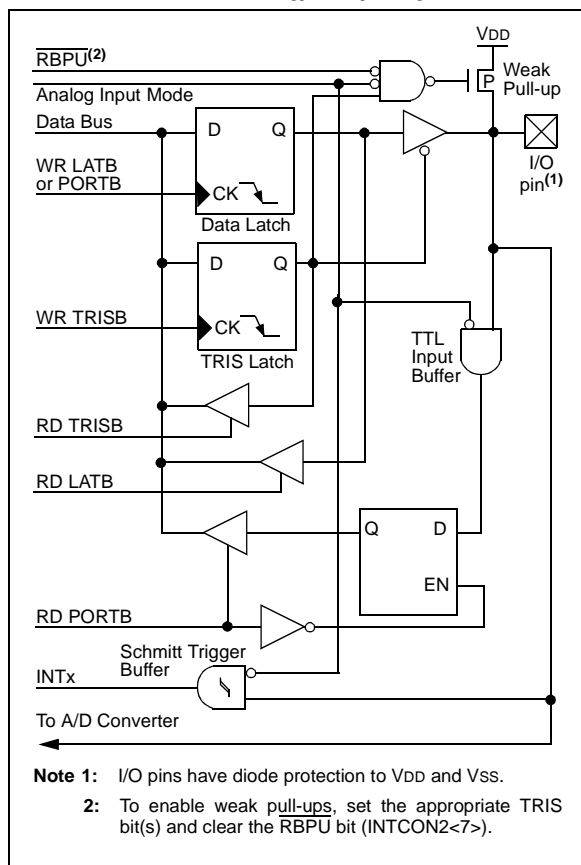 RBPU(2)
Analog Input Mode
Data Bus
WR LATB
or PORTB
D Q
CK
Data Latch
D Q
WR TRISB
CK
TRIS Latch
RD TRISB
RD LATB
VDD
P
Weak
Pull-up
I/O
pin(1)
TTL
Input
Buffer
Q D
EN
RD PORTB
Schmitt Trigger
Buffer
INTx
To A/D Converter
Note 1: I/O pins have diode protection to VDD and VSS.
2: To enable weak pull-ups, set the appropriate TRIS
bit(s) and clear the RBPU bit (INTCON2<7>).